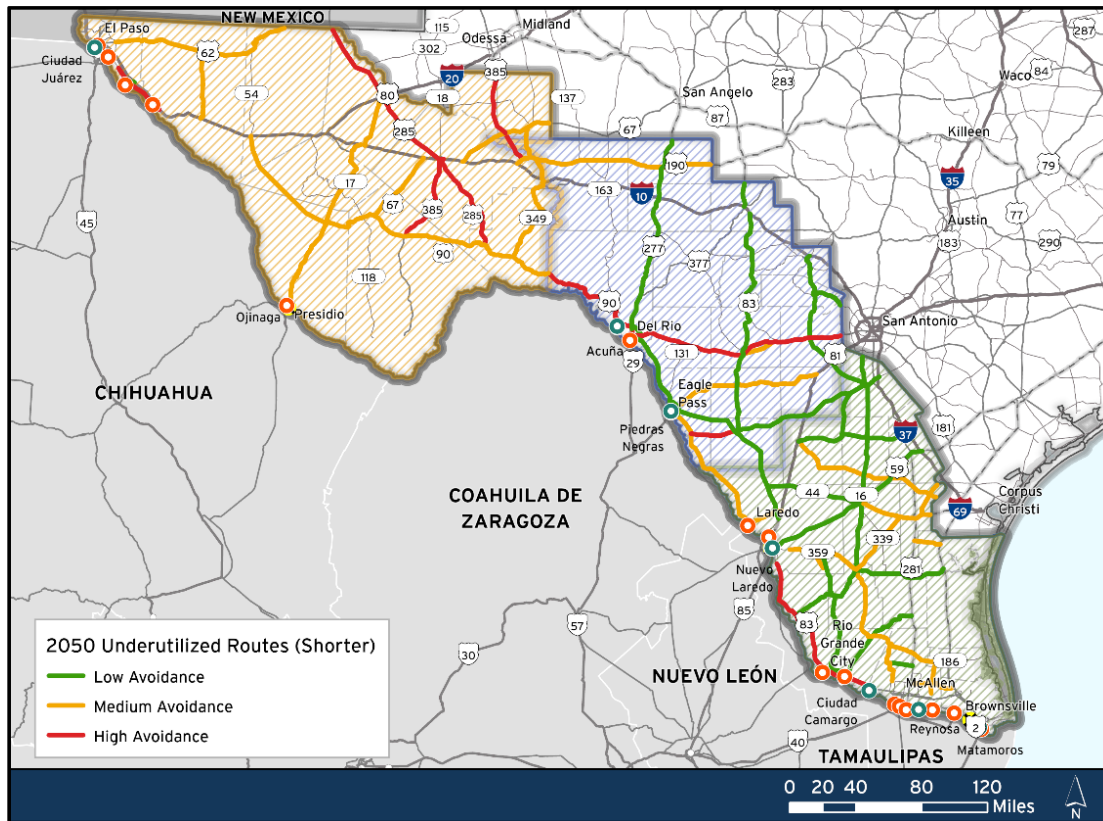 NEW MEXICO
El Paso
Ciudad
Juárez
62
54
115
302
Odessa
Midland
20
385
18
80
285
137
283
San Angelo
87
67
287
Waco
84
Killeen
79
35
Austin
77
183
290
190
163
10
17
67
385
285
349
90
118
277
377
83
45
Ojinaga
Presidio
90
Del Rio
Acuña
29
131
81
San Antonio
Eagle
Pass
Piedras
Negras
37
181
59
CHIHUAHUA
COAHUILA DE
ZARAGOZA
44
16
Corpus
Christi
69
Laredo
339
359
Nuevo
Laredo
281
85
83
Rio
Grande
City
57
30
186
NUEVO LEÓN
McAllen
Ciudad
Camargo
Brownsville
Reynosa
2
Matamoros
40
TAMAULIPAS
2050 Underutilized Routes (Shorter)
Low Avoidance
Medium Avoidance
High Avoidance
0 20 40 80 120
Miles
N